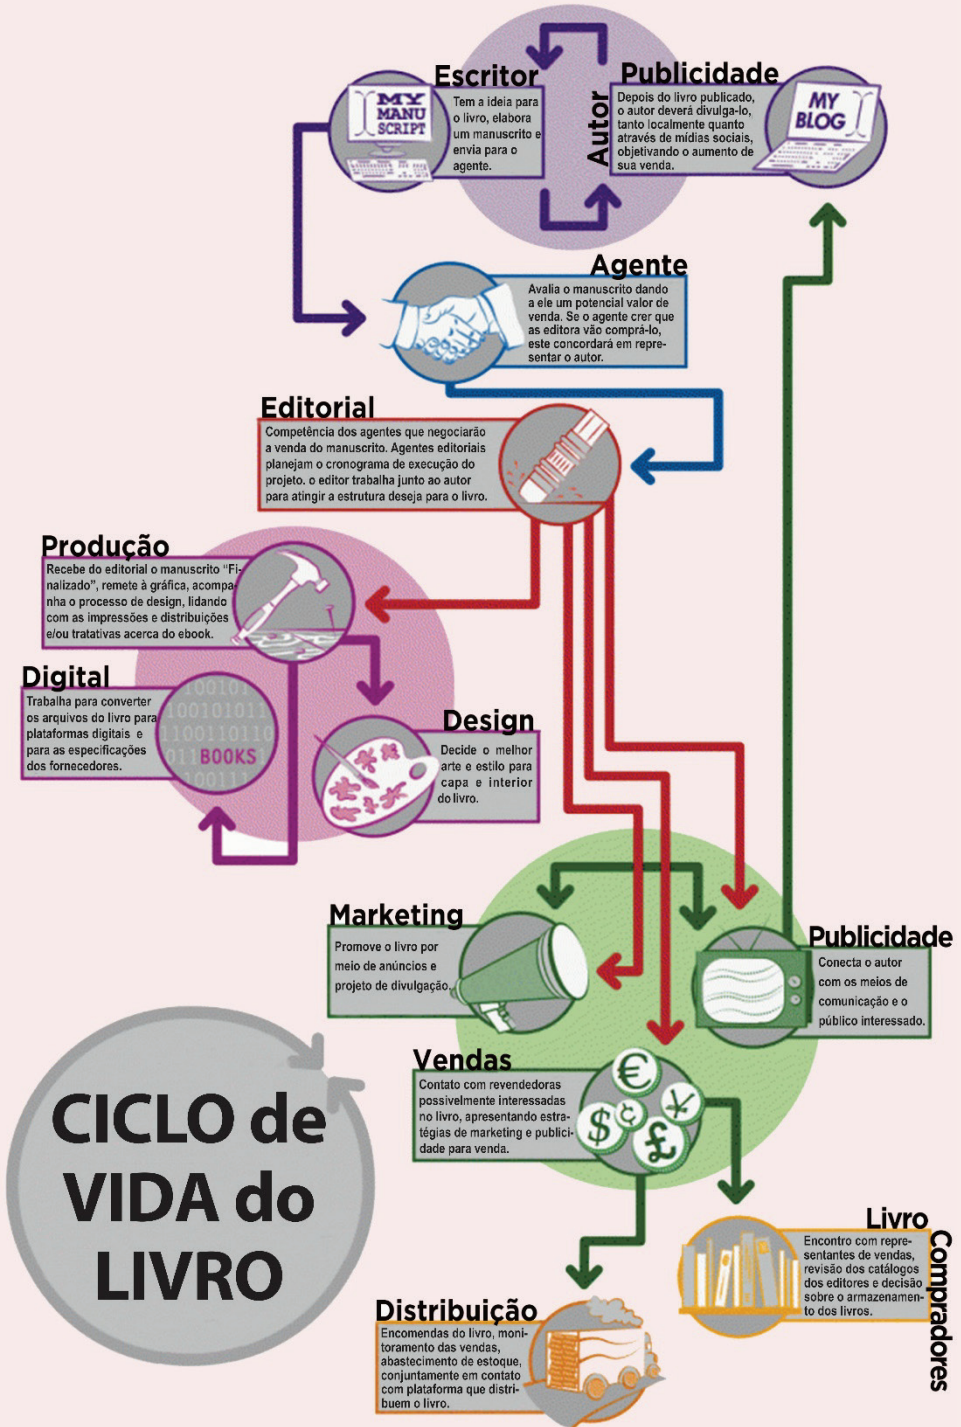 Escritor
Tem a ideia para
o livro, elabora
um manuscrito e
envia para o
agente.
MY
MANU
SCRIPT
Autor
Publicidade
Depois do livro publicado,
o autor deverá divulga-lo,
tanto localmente quanto
através de mídias sociais,
objetivando o aumento de
sua venda.
MY
BLOG
Agente
Avalia o manuscrito dando
a ele um potencial valor de
venda. Se o agente crer que
as editora vão comprá-lo,
este concordará em repre-
sentar o autor.
Editorial
Competência dos agentes que negociarão
a venda do manuscrito. Agentes editoriais
planejam o cronograma de execução do
projeto. o editor trabalha junto ao autor
para atingir a estrutura deseja para o livro.
Produção
Recebe do editorial o manuscrito “Fi-
nalizado”, remete à gráfica, acompa-
nha o processo de design, lidando
com as impressões e distribuições
e/ou tratativas acerca do ebook.
Digital
Trabalha para converter
os arquivos do livro para
plataformas digitais e
para as especificações
dos fornecedores.
100101
100101011
1100110110
011 BOOKS
100111
Design
Decide o melhor
arte e estilo para
capa e interior
do livro.
Marketing
Promove o livro por
meio de anúncios e
projeto de divulgação.
Publicidade
Conecta o autor
com os meios de
comunicação e o
público interessado.
Vendas
Contato com revendedoras
possivelmente interessadas
no livro, apresentando estra-
tégias de marketing e publici-
dade para venda.
€
$ ¢ ¥
£
CICLO de
VIDA do
LIVRO
Livro
Compradores
Encontro com repre-
sentantes de vendas,
revisão dos catálogos
dos editores e decisão
sobre o armazenamen-
to dos livros.
Distribuição
Encomendas do livro, moni-
toramento das vendas,
abastecimento de estoque,
conjuntamente em contato
com plataforma que distri-
buem o livro.